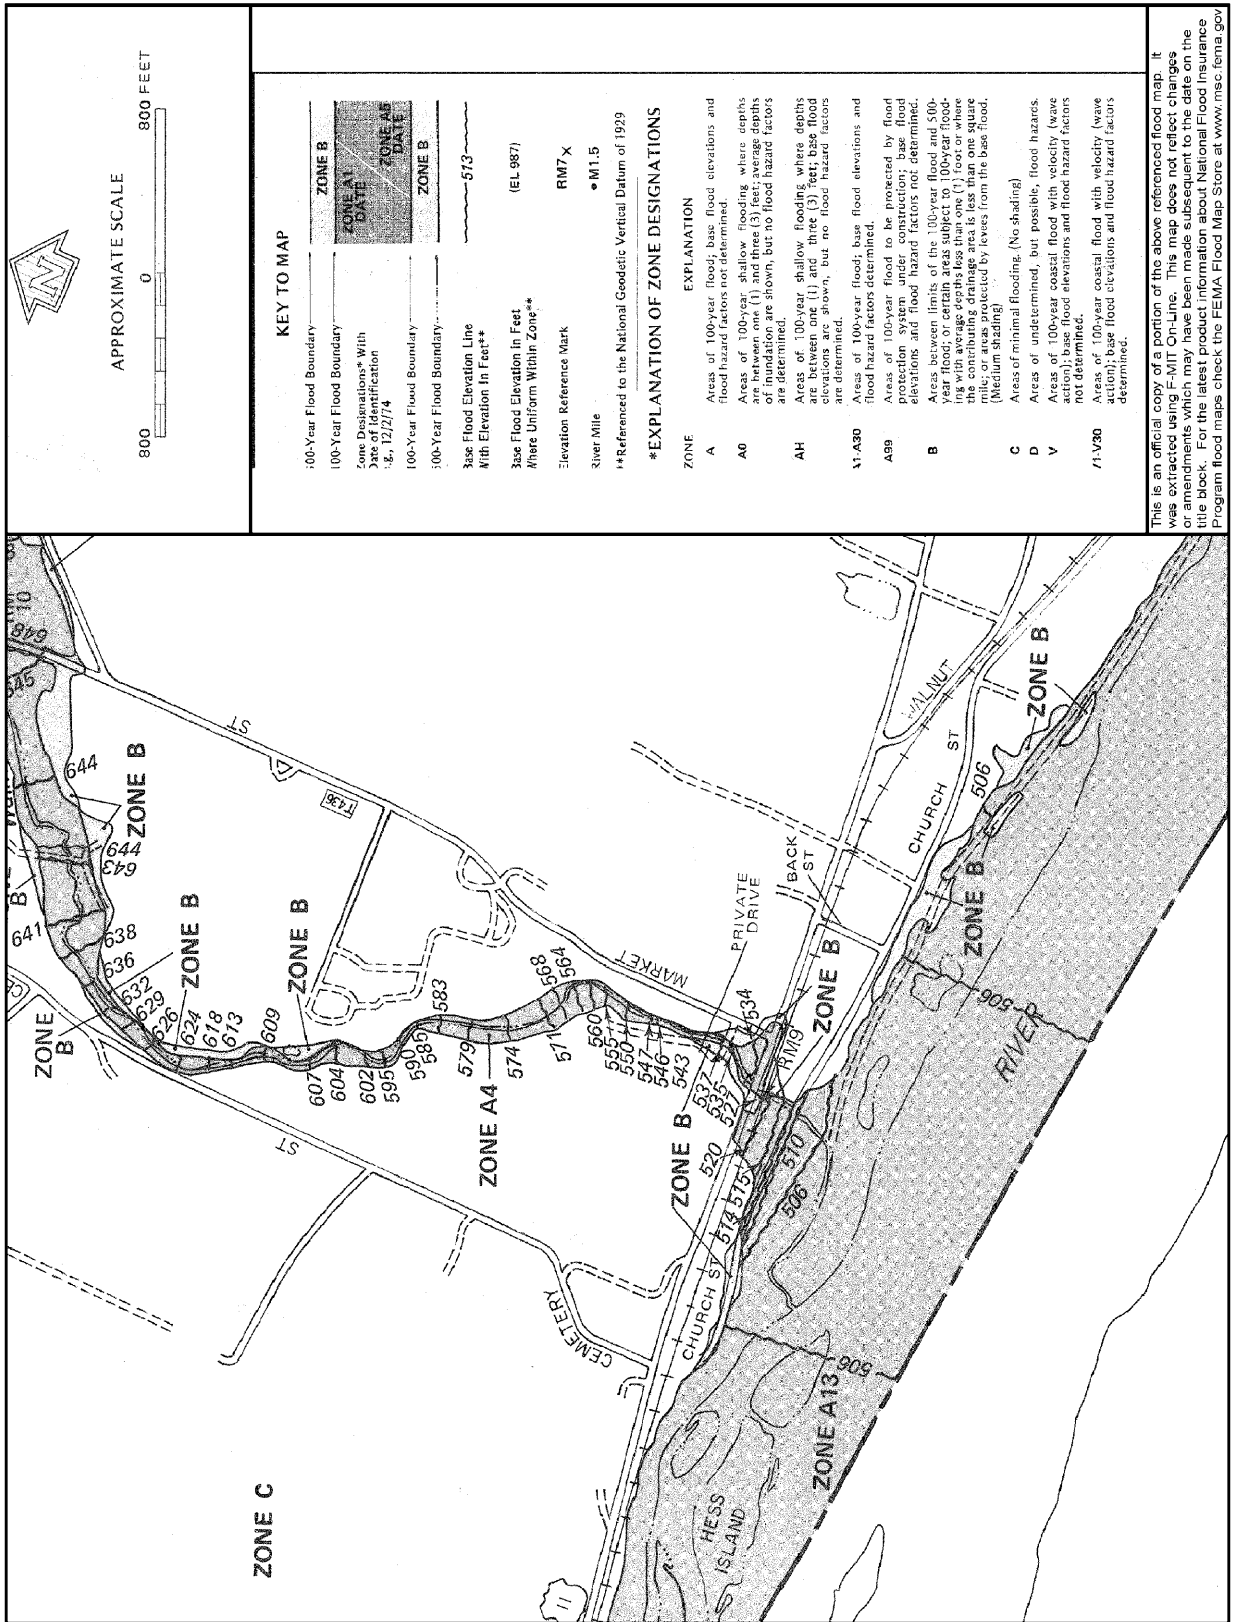 N
APPROXIMATE SCALE
800 0 800 FEET
KEY TO MAP
500-Year Flood Boundary
ZONE B
100-Year Flood Boundary
Zone Designations* With
Date of Identification
e.g., 12/2/74
ZONE A1
DATE
ZONE A5
DATE
100-Year Flood Boundary
500-Year Flood Boundary
ZONE B
Base Flood Elevation Line
With Elevation In Feet**
513
Base Flood Elevation in Feet
Where Uniform Within Zone**
(EL 987)
Elevation Reference Mark
RM7x
River Mile
•M1.5
**Referenced to the National Geodetic Vertical Datum of 1929
*EXPLANATION OF ZONE DESIGNATIONS
ZONE EXPLANATION
A Areas of 100-year flood; base flood elevations and
flood hazard factors not determined.
A0 Areas of 100-year shallow flooding where depths
are between one (1) and three (3) feet; average depths
of inundation are shown, but no flood hazard factors
are determined.
AH Areas of 100-year shallow flooding where depths
are between one (1) and three (3) feet; base flood
elevations are shown, but no flood hazard factors
are determined.
A1-A30 Areas of 100-year flood; base flood elevations and
flood hazard factors determined.
A99 Areas of 100-year flood to be protected by flood
protection system under construction; base flood
elevations and flood hazard factors not determined.
B Areas between limits of the 100-year flood and 500-
year flood; or certain areas subject to 100-year flood-
ing with average depths less than one (1) foot or where
the contributing drainage area is less than one square
mile; or areas protected by levees from the base flood.
(Medium shading)
C Areas of minimal flooding. (No shading)
D Areas of undetermined, but possible, flood hazards.
V Areas of 100-year coastal flood with velocity (wave
action); base flood elevations and flood hazard factors
not determined.
V1-V30 Areas of 100-year coastal flood with velocity (wave
action); base flood elevations and flood hazard factors
determined.
This is an official copy of a portion of the above referenced flood map. It
was extracted using F-MIT On-Line. This map does not reflect changes
or amendments which may have been made subsequent to the date on the
title block. For the latest product information about National Flood Insurance
Program flood maps check the FEMA Flood Map Store at www.msc.fema.gov
ZONE C
ZONE B
B
641
638
636
632
629
626
624
618
613
609
607
604
602
595
590
585
583
579
574
571
568
564
560
555
550
547
546
543
537
535
534
527
520
515
514
510
506
648
10
645
644
ZONE B
644
643
ZONE B
ZONE B
ZONE A4
ZONE B
ST
T436
ST
MARKET
PRIVATE
DRIVE
BACK
ST
RM9
ZONE B
CHURCH
ST
WALNUT
506
ZONE B
ZONE B
506
RIVER
CEMETERY
CHURCH ST
506
ZONE A13
HESS
ISLAND
11